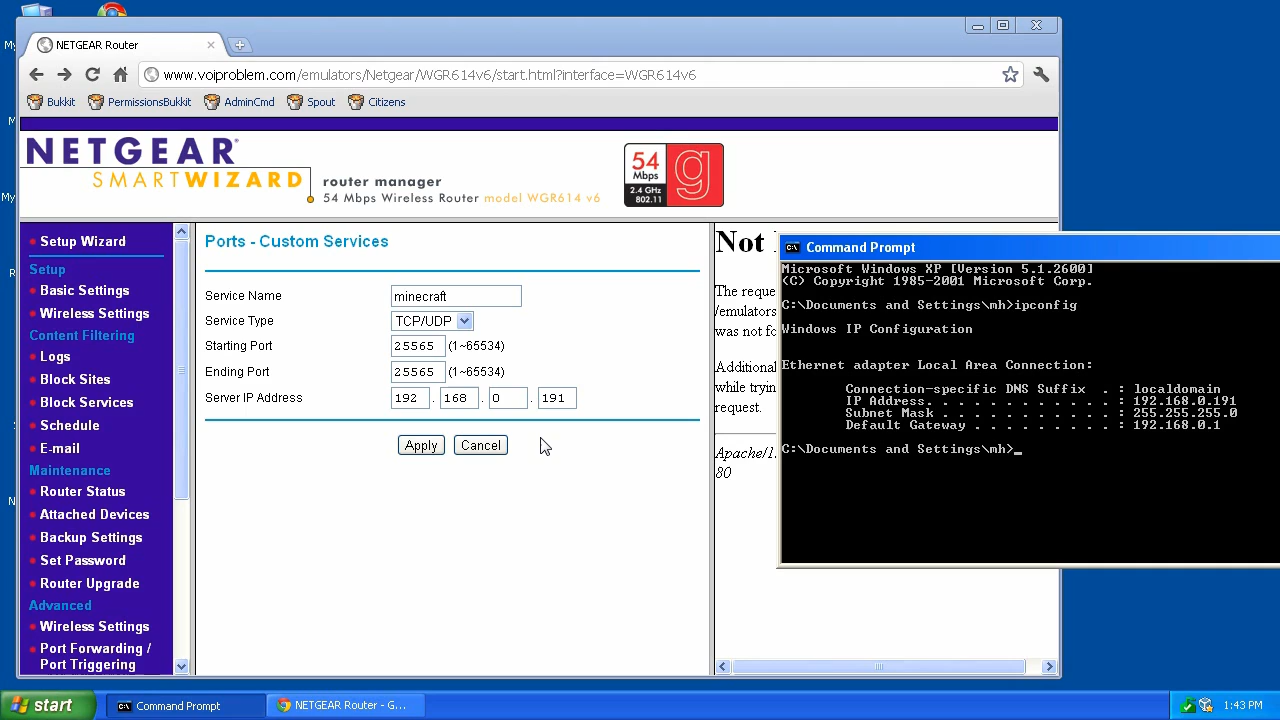 NETGEAR Router
www.voiproblem.com/emulators/Netgear/WGR614v6/start.html?interface=WGR614v6
Bukkit PermissionsBukkit AdminCmd Spout Citizens
NETGEAR®
SMARTWIZARD
router manager
54 Mbps Wireless Router model WGR614 v6
54
Mbps
2.4 GHz
802.11
g
Setup Wizard
Setup
Basic Settings
Wireless Settings
Content Filtering
Logs
Block Sites
Block Services
Schedule
E-mail
Maintenance
Router Status
Attached Devices
Backup Settings
Set Password
Router Upgrade
Advanced
Wireless Settings
Port Forwarding /
Port Triggering
Ports - Custom Services
Service Name minecraft
Service Type TCP/UDP
Starting Port 25565 (1~65534)
Ending Port 25565 (1~65534)
Server IP Address 192 . 168 . 0 . 191
Apply Cancel
Not
The reque
/emulators
was not fo
Additional
while tryin
request.
Apache/1.
80
Command Prompt
Microsoft Windows XP [Version 5.1.2600]
(C) Copyright 1985-2001 Microsoft Corp.
C:\Documents and Settings\mh>ipconfig
Windows IP Configuration
Ethernet adapter Local Area Connection:
Connection-specific DNS Suffix . : localdomain
IP Address. . . . . . . . . . . . : 192.168.0.191
Subnet Mask . . . . . . . . . . . : 255.255.255.0
Default Gateway . . . . . . . . . : 192.168.0.1
C:\Documents and Settings\mh>_
start Command Prompt NETGEAR Router - G... 1:43 PM